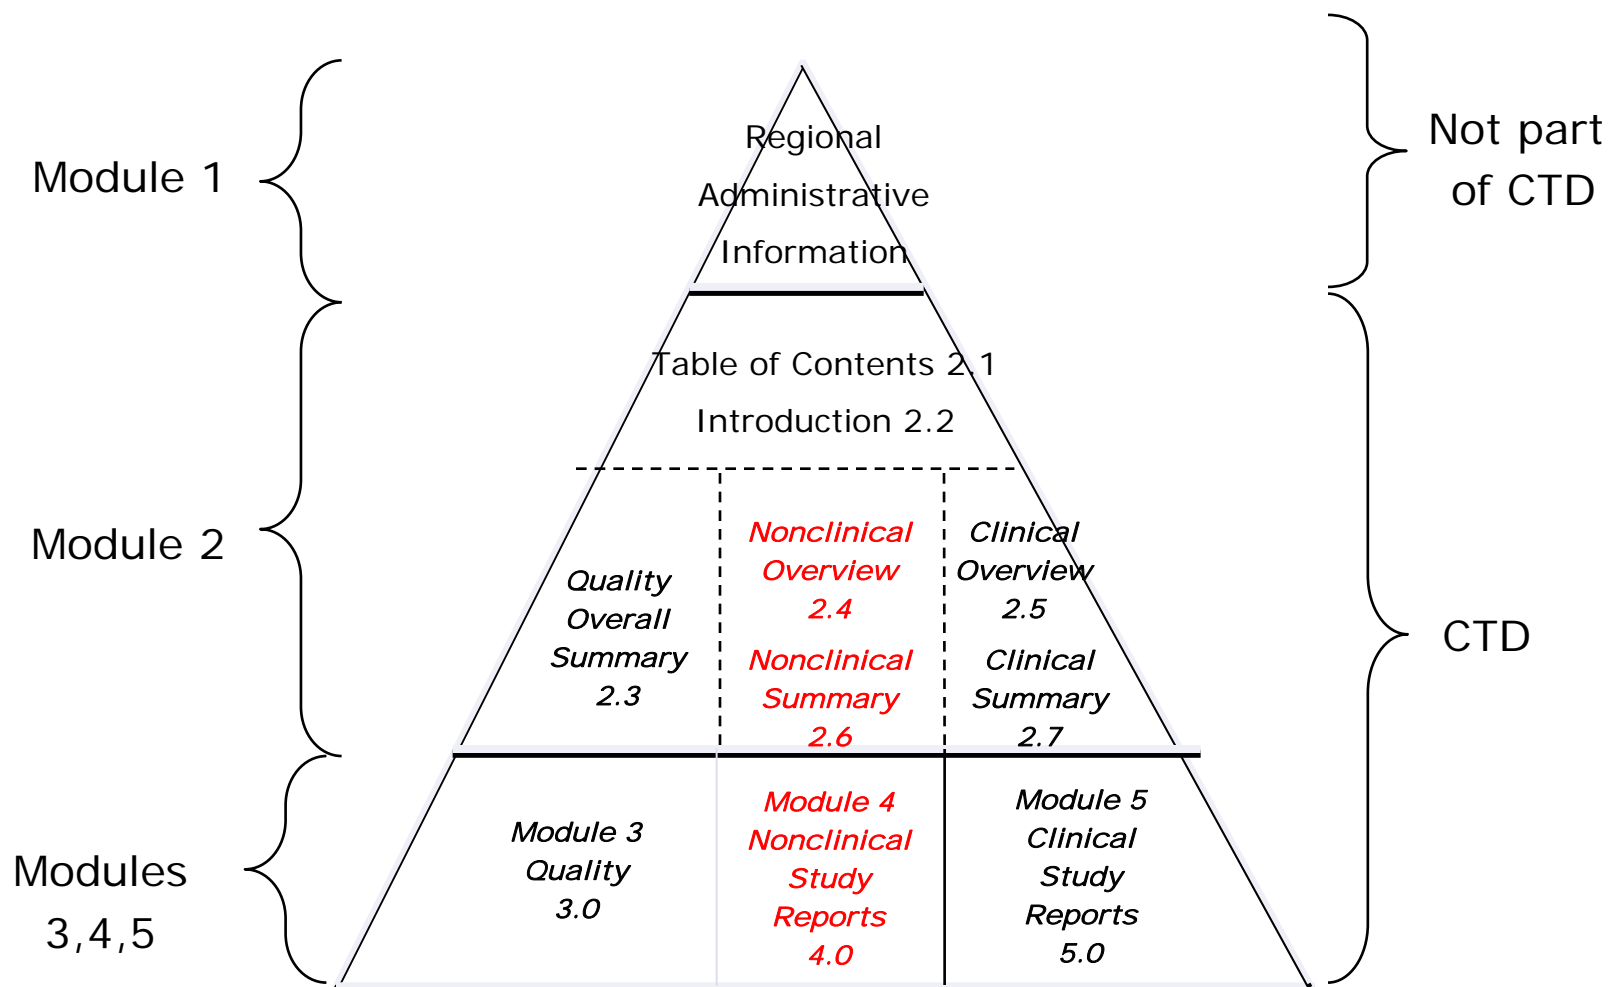 Module 1
Regional
Administrative
Information
Not part
of CTD
Module 2
Table of Contents 2.1
Introduction 2.2
Quality
Overall
Summary
2.3
Nonclinical
Overview
2.4
Nonclinical
Summary
2.6
Clinical
Overview
2.5
Clinical
Summary
2.7
CTD
Modules
3,4,5
Module 3
Quality
3.0
Module 4
Nonclinical
Study
Reports
4.0
Module 5
Clinical
Study
Reports
5.0